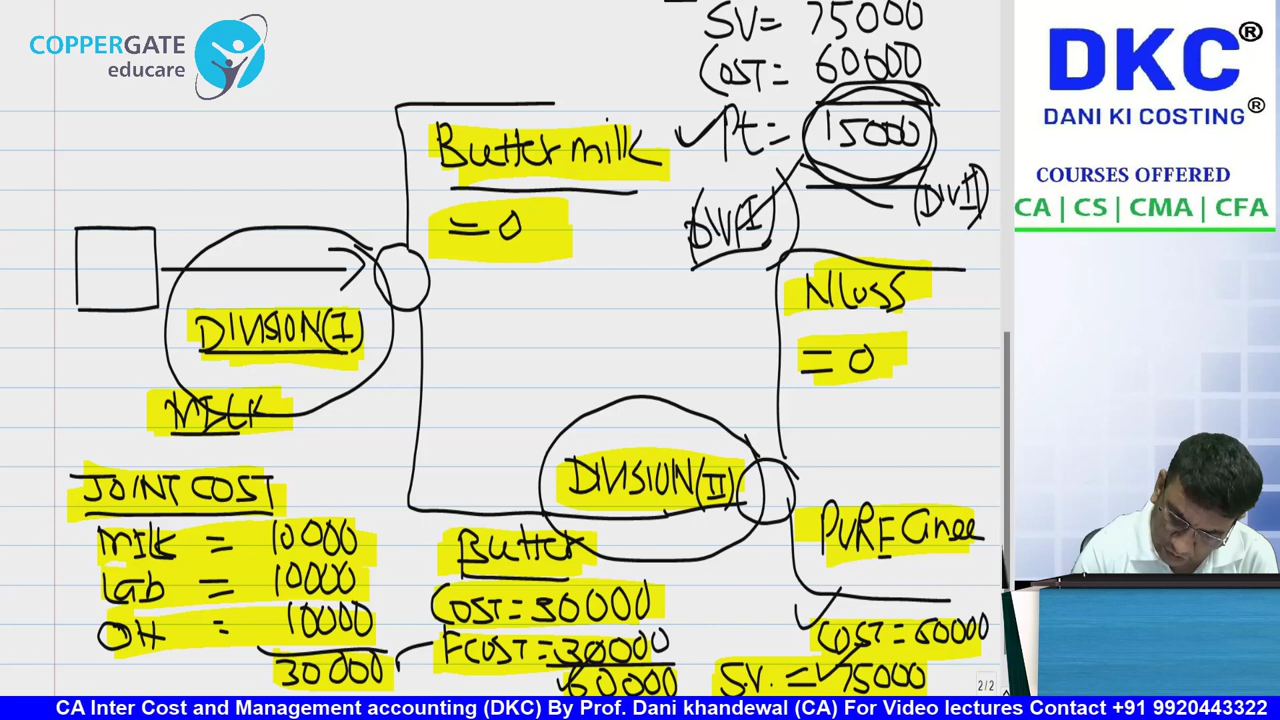 COPPERGATE
educare
SV = 75000
COST = 60000
Pt = 15000
(DIV I)
(DIV II)
Butter milk
= 0
N Loss
= 0
DIVISION (I)
MILK
DIVISION (II)
JOINT COST
Milk = 10000
Lab = 10000
OH = 10000
30000
Butter
COST = 30000
F COST = 30000
60000
PURE Ghee
COST = 60000
S.V. = 75000
2/2
DKC®
DANI KI COSTING®
COURSES OFFERED
CA | CS | CMA | CFA
CA Inter Cost and Management accounting (DKC) By Prof. Dani khandewal (CA) For Video lectures Contact +91 9920443322